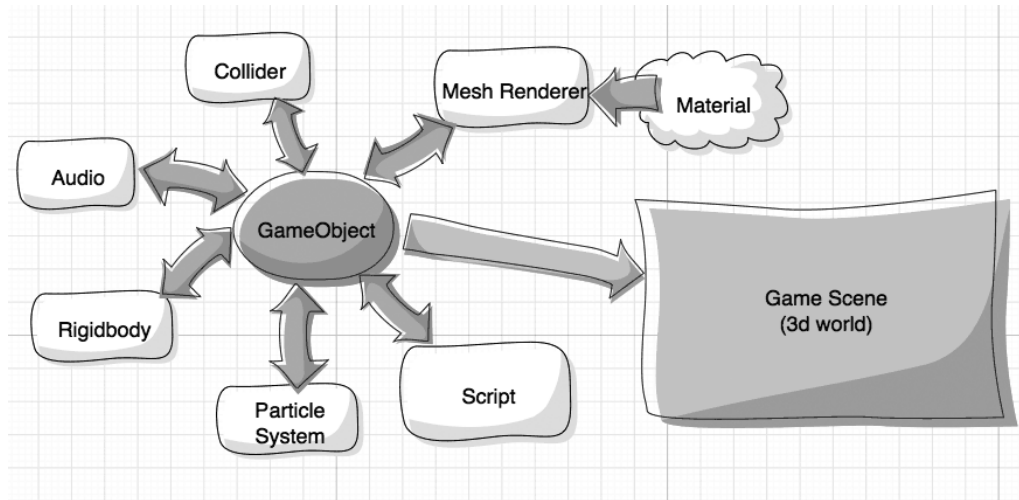 Collider
Mesh Renderer
Material
Audio
GameObject
Rigidbody
Game Scene
(3d world)
Particle
System
Script